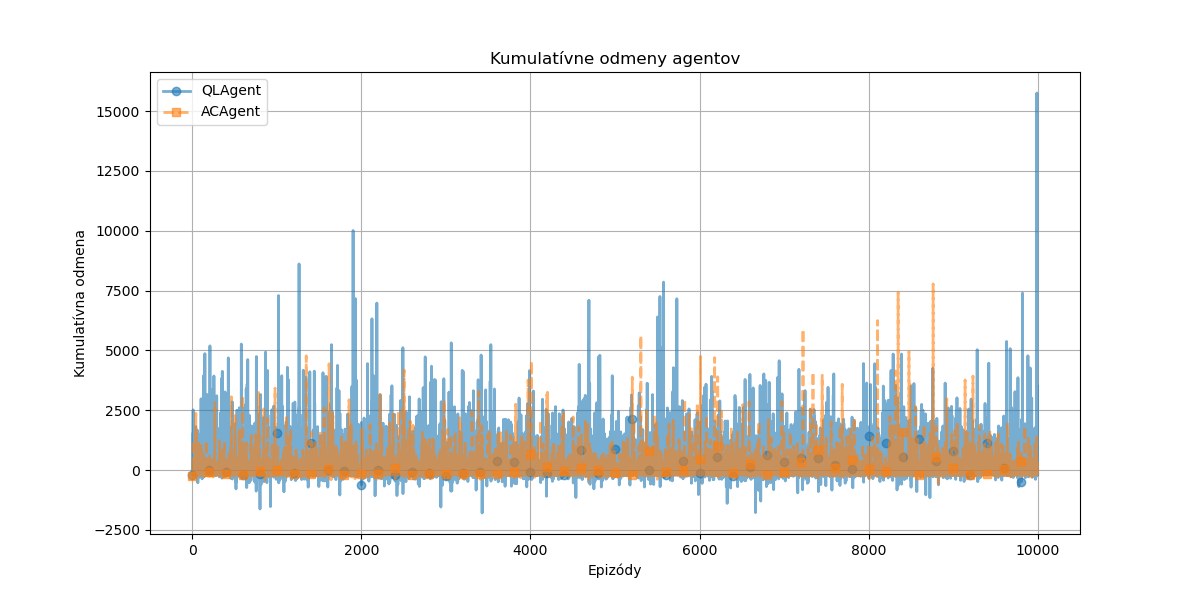 Kumulatívne odmeny agentov
QLAgent
ACAgent
15000
12500
10000
7500
5000
2500
0
−2500
Kumulatívna odmena
0 2000 4000 6000 8000 10000
Epizódy